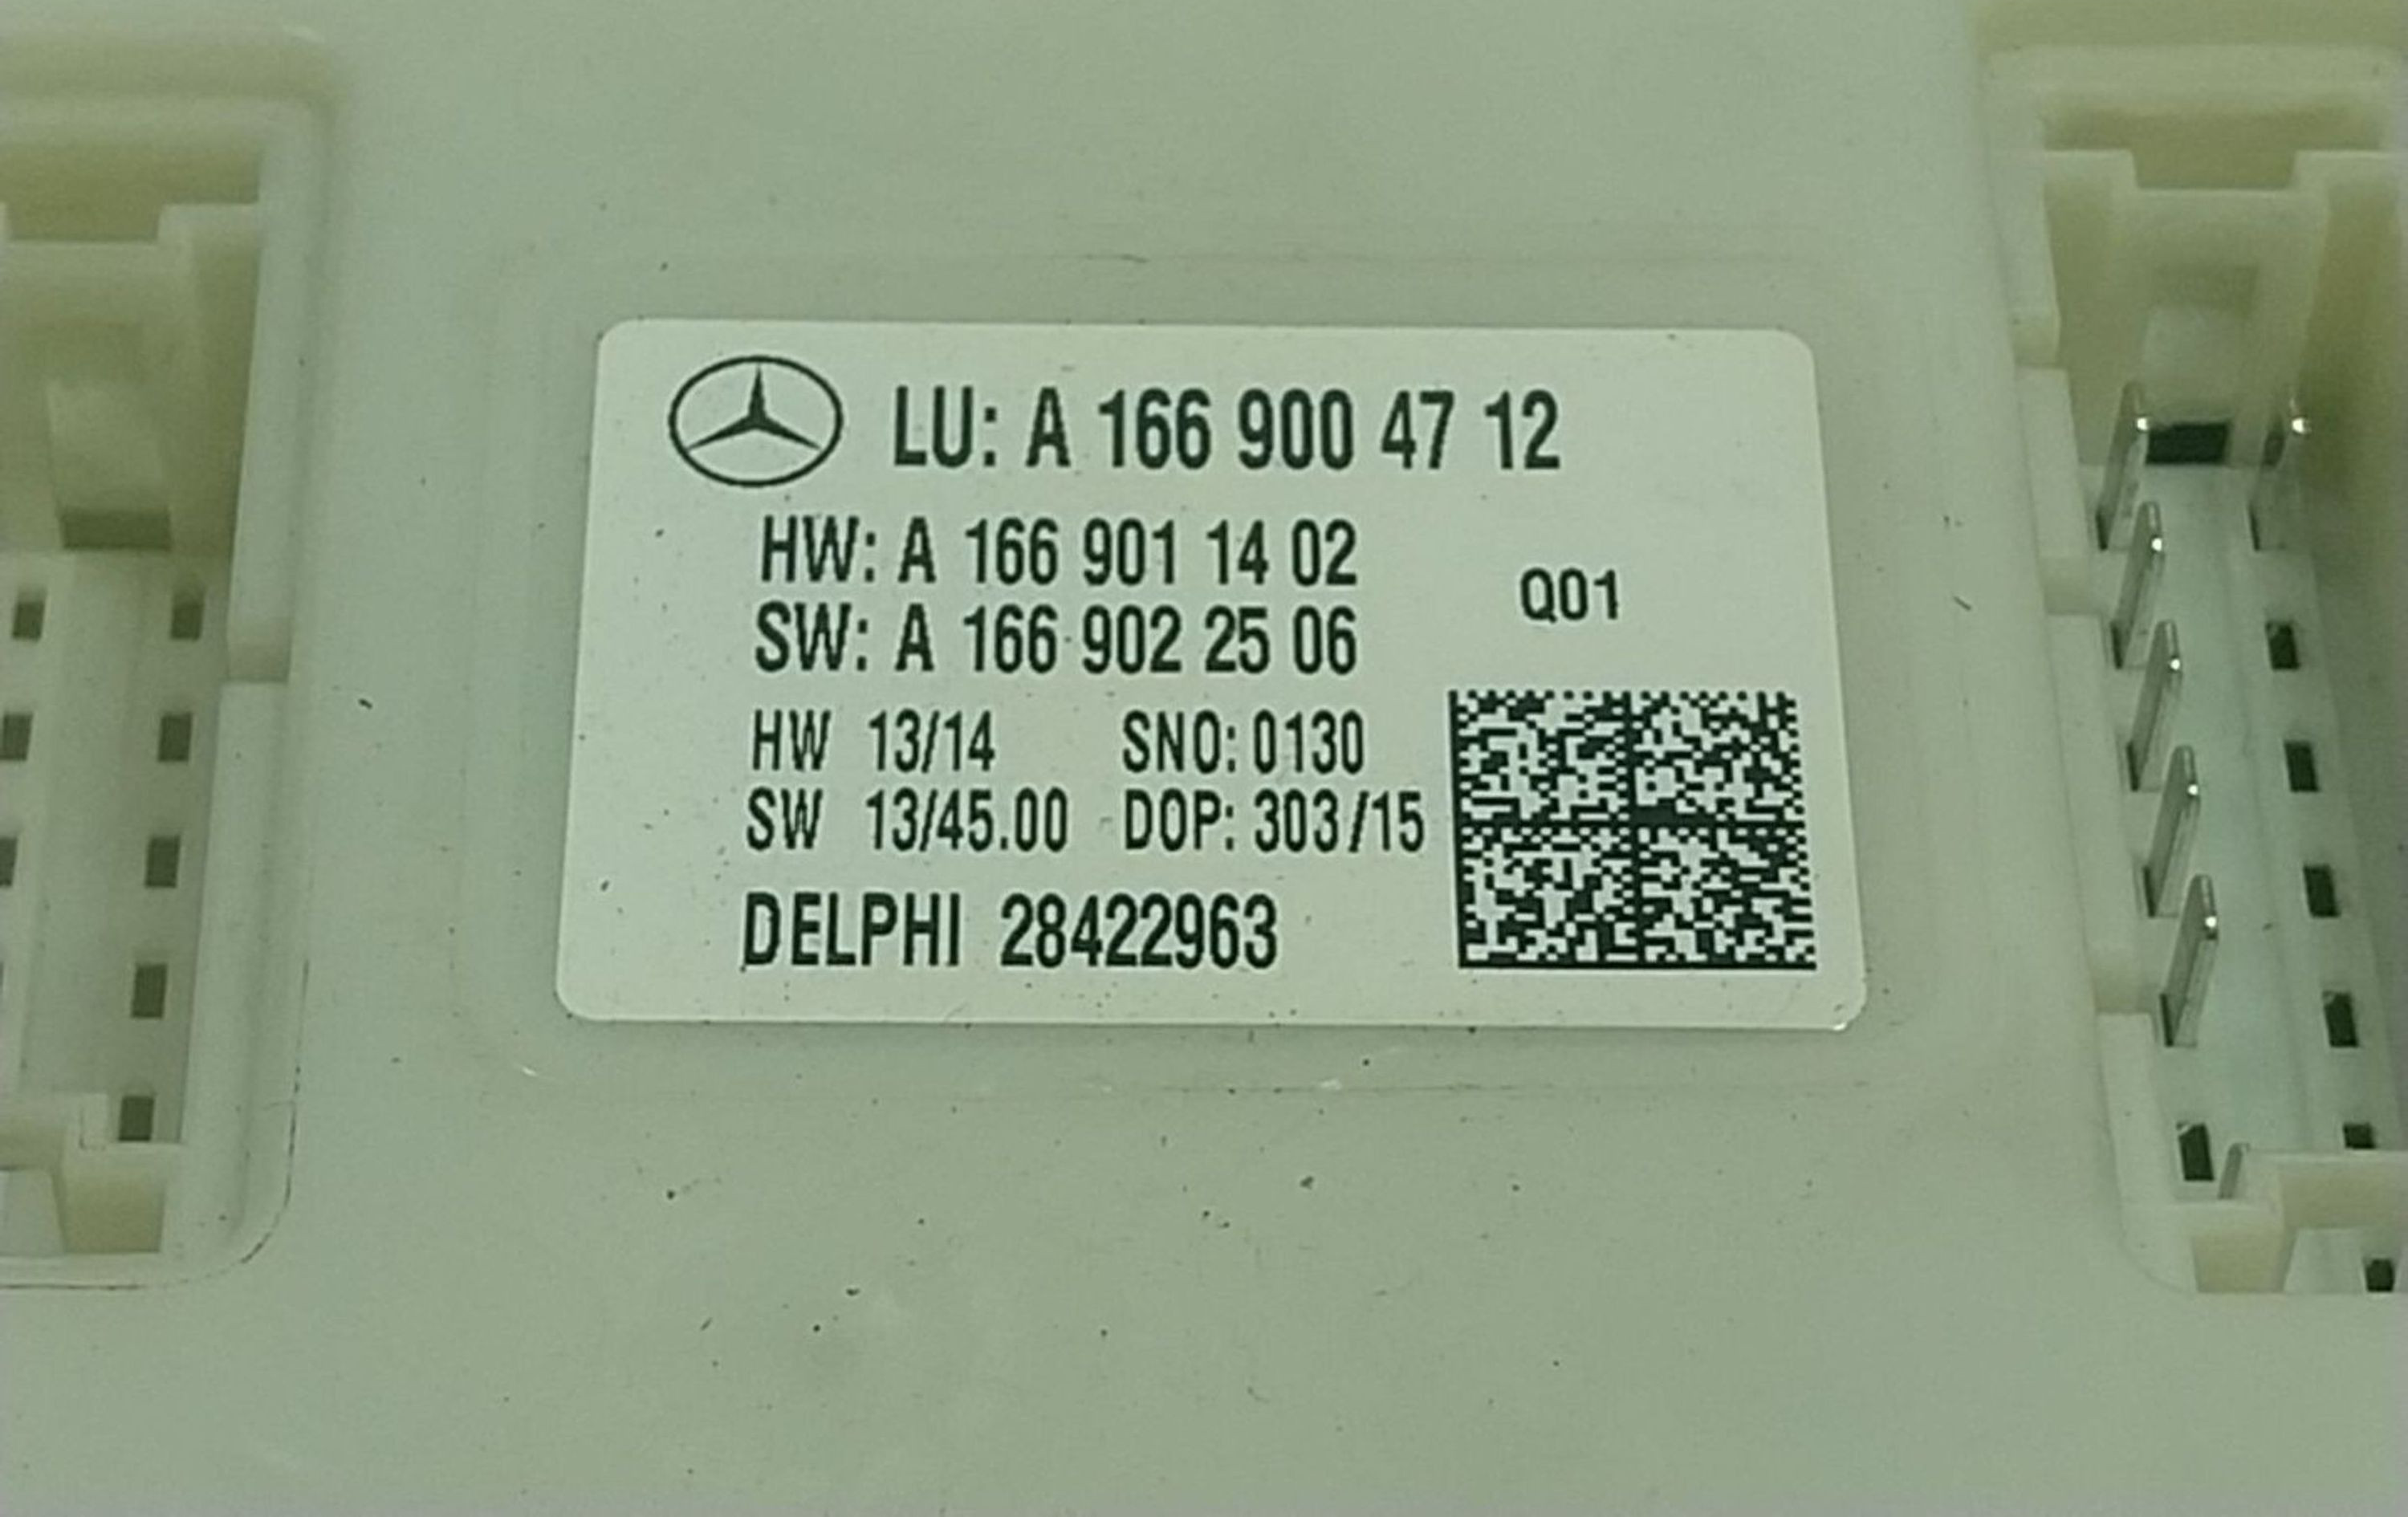 LU: A 166 900 47 12
HW: A 166 901 14 02
SW: A 166 902 25 06
Q01
HW 13/14 SNO: 0130
SW 13/45.00 DOP: 303/15
DELPHI 28422963